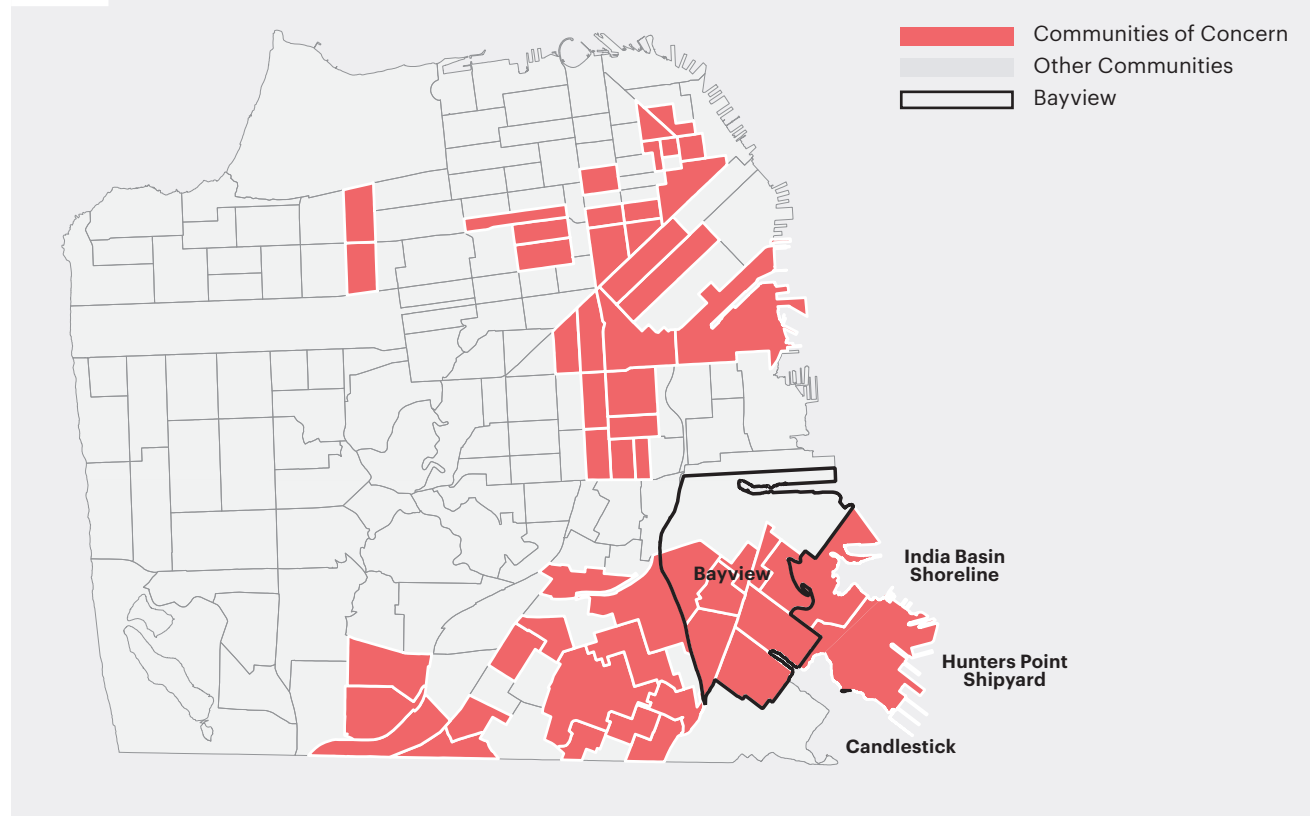 Communities of Concern
Other Communities
Bayview
India Basin
Shoreline
Bayview
Hunters Point
Shipyard
Candlestick